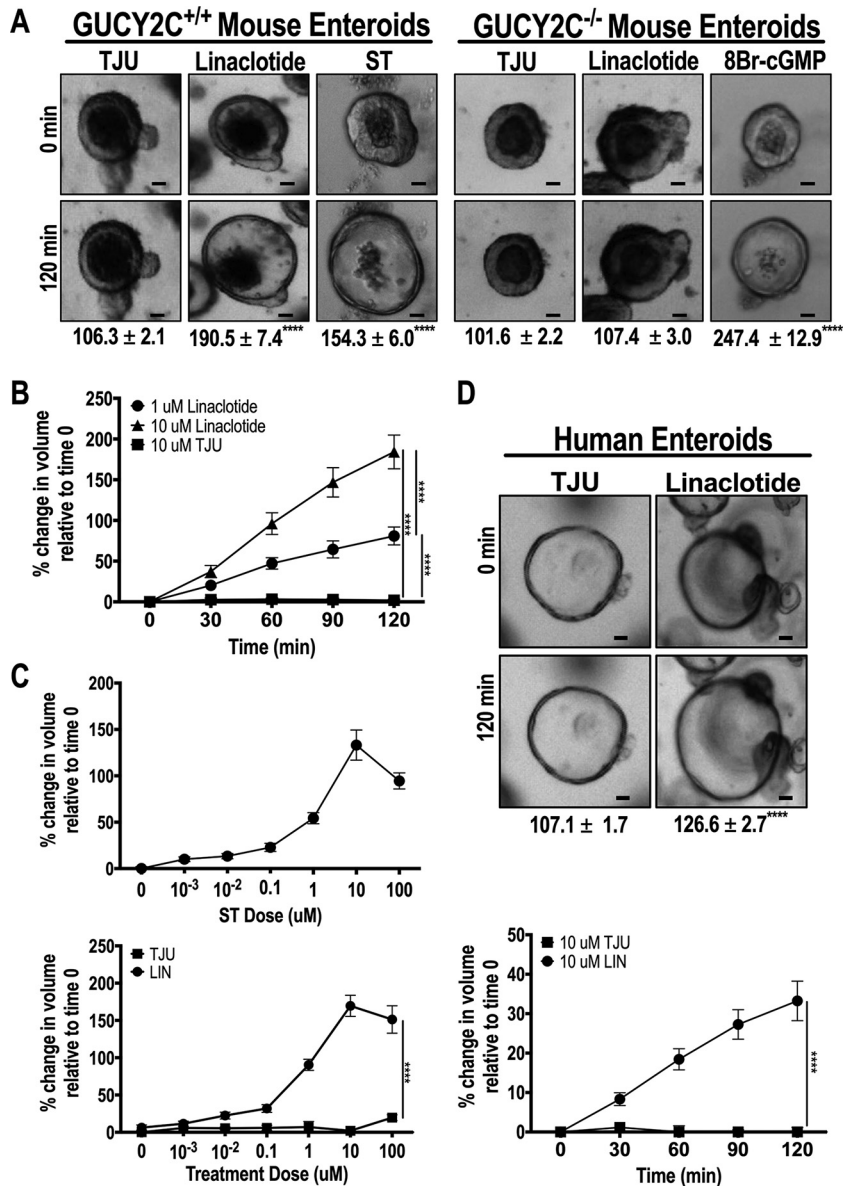 A
GUCY2C+/+ Mouse Enteroids
GUCY2C-/- Mouse Enteroids
TJU Linaclotide ST
TJU Linaclotide 8Br-cGMP
0 min
120 min
106.3 ± 2.1 190.5 ± 7.4**** 154.3 ± 6.0****
101.6 ± 2.2 107.4 ± 3.0 247.4 ± 12.9****
B
% change in volume
relative to time 0
250
200
150
100
50
0
1 uM Linaclotide
10 uM Linaclotide
10 uM TJU
****
****
****
0 30 60 90 120
Time (min)
C
% change in volume
relative to time 0
200
150
100
50
0
0 10-3 10-2 0.1 1 10 100
ST Dose (uM)
% change in volume
relative to time 0
250
200
150
100
50
0
TJU
LIN
****
0 10-3 10-2 0.1 1 10 100
Treatment Dose (uM)
D
Human Enteroids
TJU Linaclotide
0 min
120 min
107.1 ± 1.7 126.6 ± 2.7****
% change in volume
relative to time 0
50
40
30
20
10
0
10 uM TJU
10 uM LIN
****
0 30 60 90 120
Time (min)